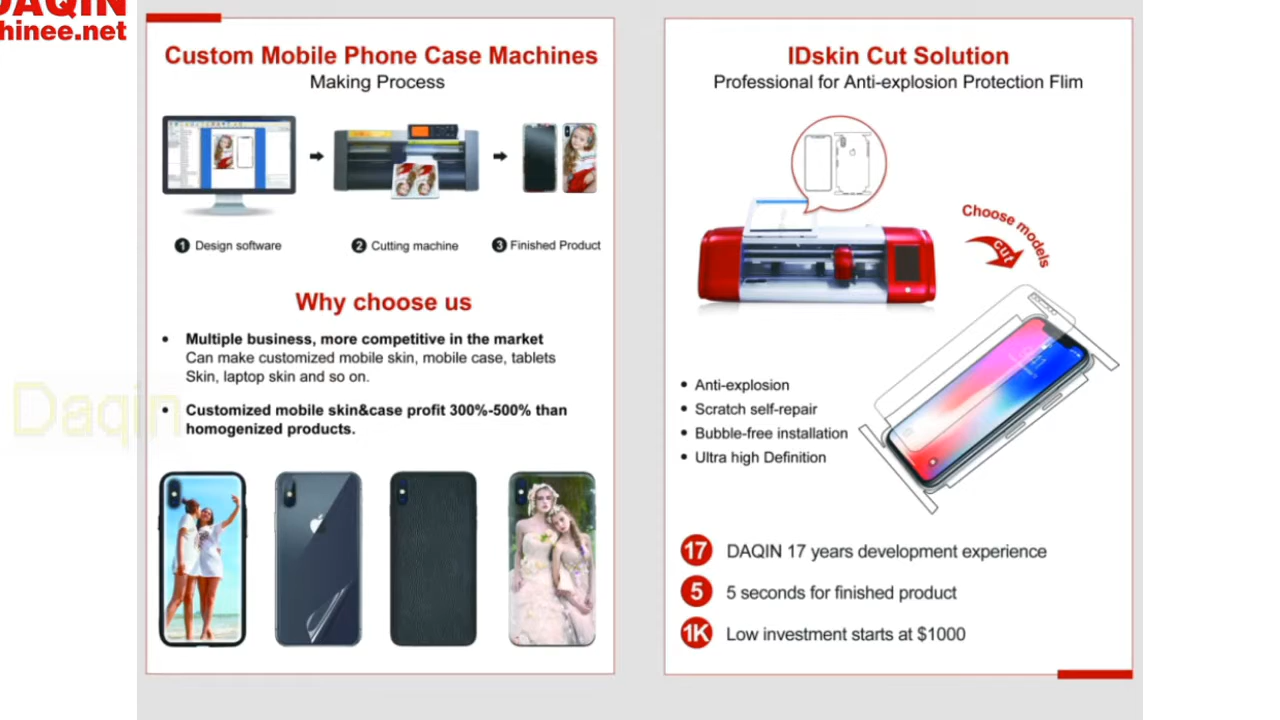 DAQIN
hinee.net
Custom Mobile Phone Case Machines
Making Process
1 Design software
2 Cutting machine
3 Finished Product
Why choose us
• Multiple business, more competitive in the market
Can make customized mobile skin, mobile case, tablets
Skin, laptop skin and so on.
• Customized mobile skin&case profit 300%-500% than
homogenized products.
Daqin
IDskin Cut Solution
Professional for Anti-explosion Protection Flim
Choose models
cut
• Anti-explosion
• Scratch self-repair
• Bubble-free installation
• Ultra high Definition
17 DAQIN 17 years development experience
5 5 seconds for finished product
1K Low investment starts at $1000